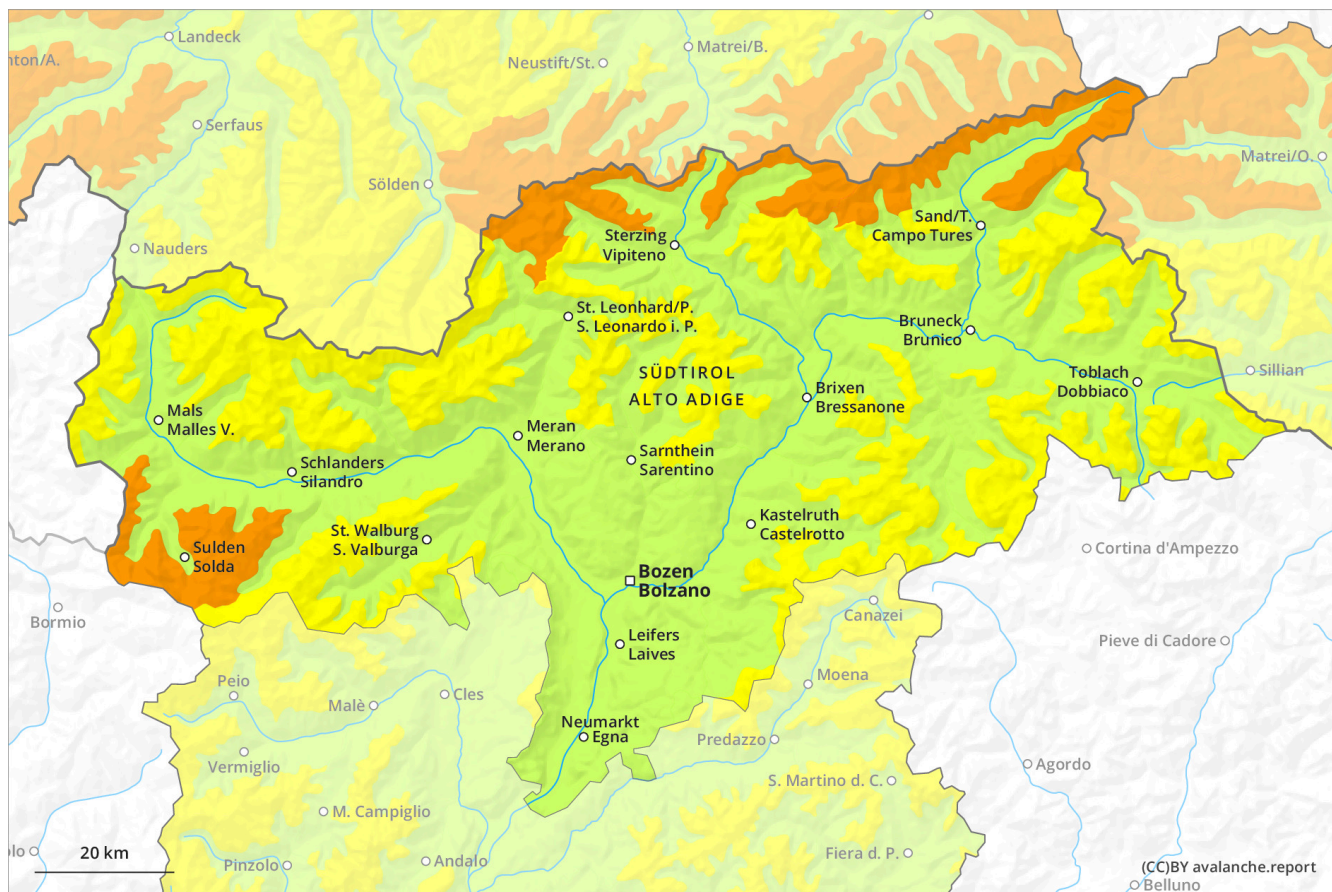 Landeck
nton/A.
Matrei/B.
Neustift/St.
Serfaus
Matrei/O.
Sölden
Sand/T.
Campo Tures
Sterzing
Vipiteno
Nauders
St. Leonhard/P.
S. Leonardo i. P.
Bruneck
Brunico
SÜDTIROL
ALTO ADIGE
Toblach
Dobbiaco
Sillian
Brixen
Bressanone
Mals
Malles V.
Meran
Merano
Sarnthein
Sarentino
Schlanders
Silandro
Kastelruth
Castelrotto
St. Walburg
S. Valburga
Sulden
Solda
Cortina d'Ampezzo
Bozen
Bolzano
Bormio
Canazei
Leifers
Laives
Pieve di Cadore
Moena
Peio
Cles
Malè
Neumarkt
Egna
Predazzo
Vermiglio
Agordo
S. Martino d. C.
M. Campiglio
olo
20 km
Pinzolo
Andalo
Fiera d. P.
(CC)BY avalanche.report
Belluno